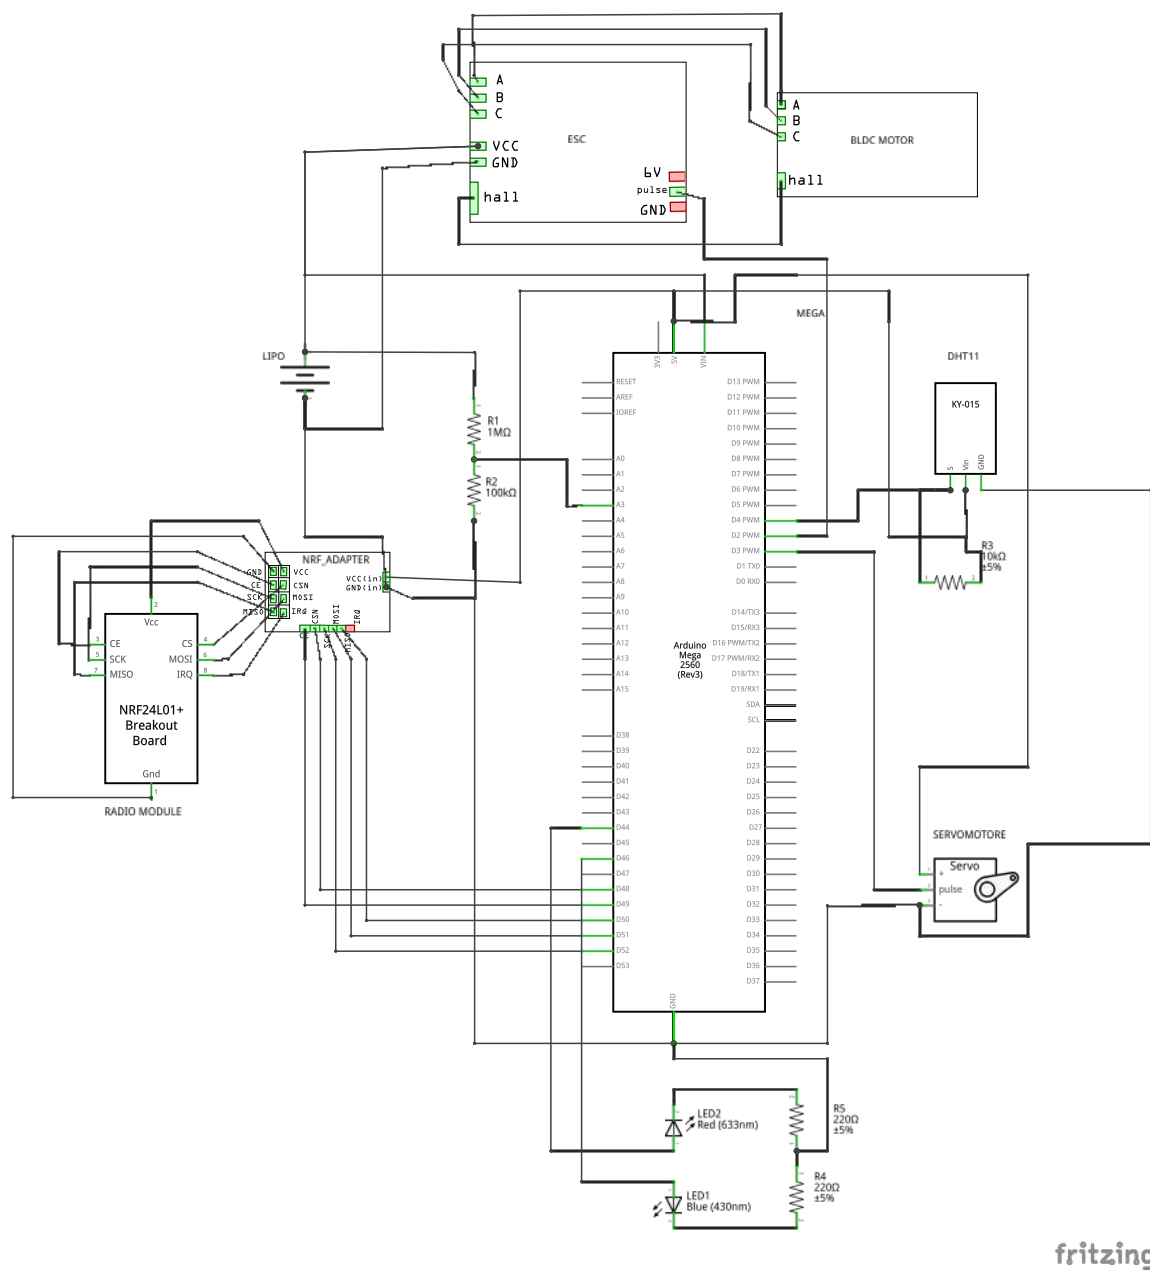 A
B
C
VCC
GND
hall
ESC
6V
pulse
GND
A
B
C
hall
BLDC MOTOR
MEGA
LIPO
DHT11
KY-015
S
Vin
GND
R1
1MΩ
R2
100kΩ
R3
10kΩ
±5%
3V3
5V
VIN
RESET
AREF
IOREF
A0
A1
A2
A3
A4
A5
A6
A7
A8
A9
A10
A11
A12
A13
A14
A15
D38
D39
D40
D41
D42
D43
D44
D45
D46
D47
D48
D49
D50
D51
D52
D53
D13 PWM
D12 PWM
D11 PWM
D10 PWM
D9 PWM
D8 PWM
D7 PWM
D6 PWM
D5 PWM
D4 PWM
D2 PWM
D3 PWM
D1 TX0
D0 RX0
D14/TX3
D15/RX3
D16 PWM/TX2
D17 PWM/RX2
D18/TX1
D19/RX1
SDA
SCL
D22
D23
D24
D25
D26
D27
D28
D29
D30
D31
D32
D33
D34
D35
D36
D37
GND
Arduino
Mega
2560
(Rev3)
NRF_ADAPTER
GND
CE
SCK
MISO
VCC
CSN
MOSI
IRQ
VCC(in)
GND(in)
CSN
SCK
MOSI
MISO
IRQ
2
Vcc
3
CE
5
SCK
7
MISO
4
CS
6
MOSI
8
IRQ
NRF24L01+
Breakout
Board
Gnd
1
RADIO MODULE
SERVOMOTORE
Servo
+
pulse
-
LED2
Red (633nm)
R5
220Ω
±5%
LED1
Blue (430nm)
R4
220Ω
±5%
fritzing